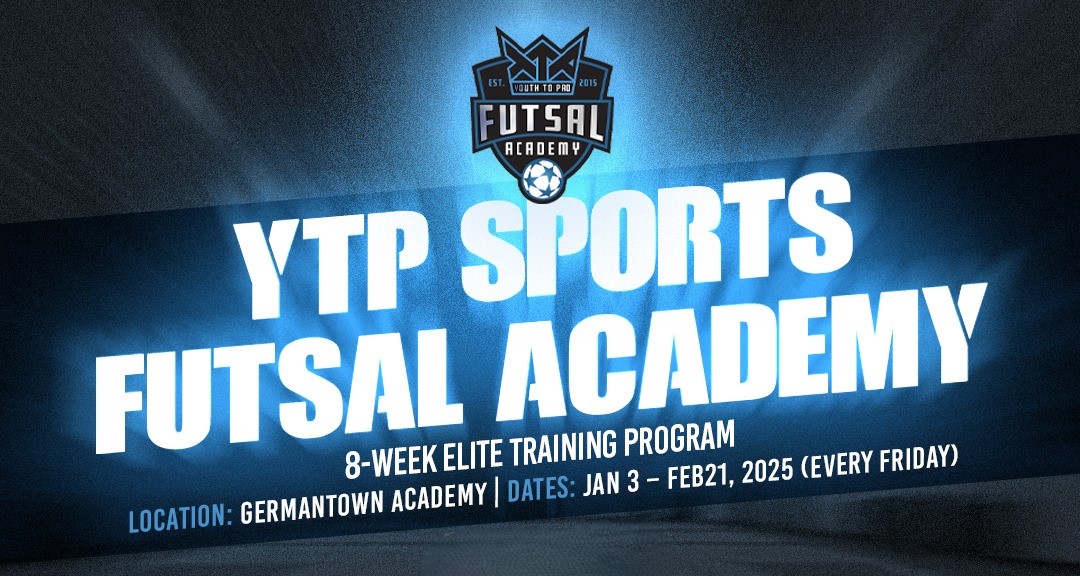 EST. YOUTH TO PRO 2015
FUTSAL
ACADEMY
YTP SPORTS
FUTSAL ACADEMY
8-WEEK ELITE TRAINING PROGRAM
LOCATION: GERMANTOWN ACADEMY | DATES: JAN 3 – FEB21, 2025 (EVERY FRIDAY)